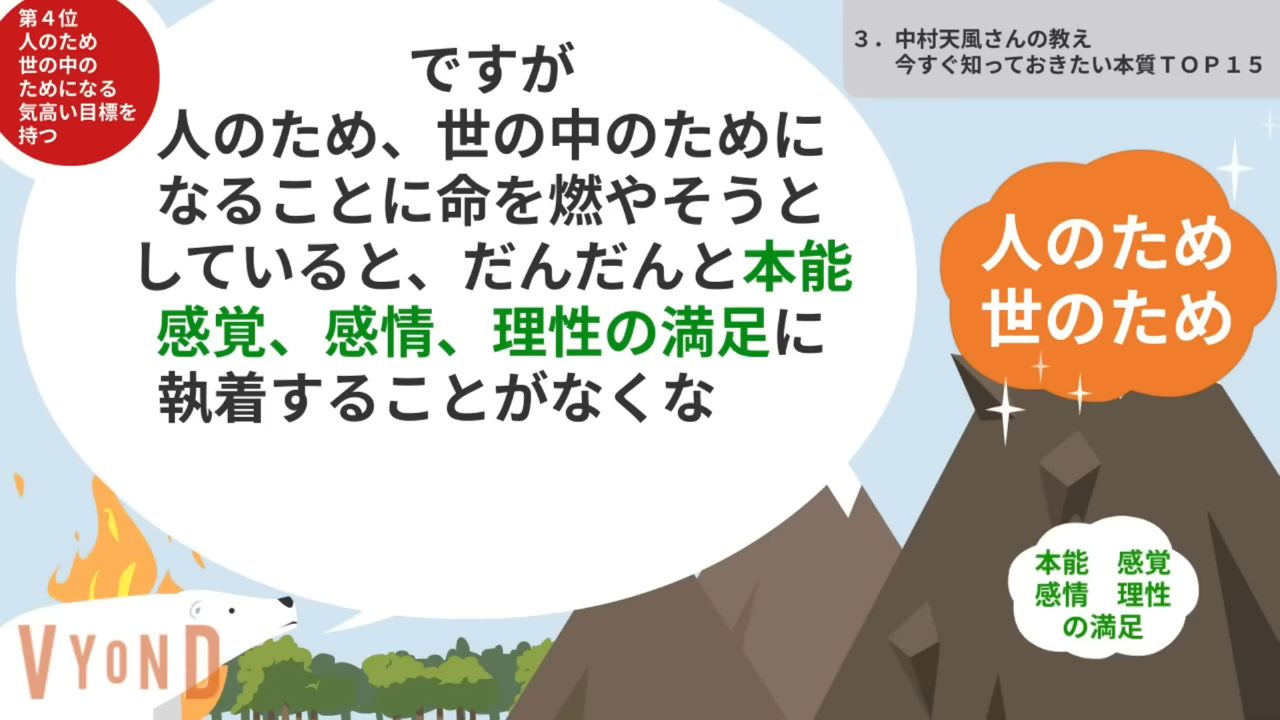 第４位
人のため
世の中の
ためになる
気高い目標を
持つ
３．中村天風さんの教え
今すぐ知っておきたい本質ＴＯＰ１５
ですが
人のため、世の中のために
なることに命を燃やそうと
していると、だんだんと本能
感覚、感情、理性の満足に
執着することがなくな
人のため
世のため
本能　感覚
感情　理性
の満足
VYOND